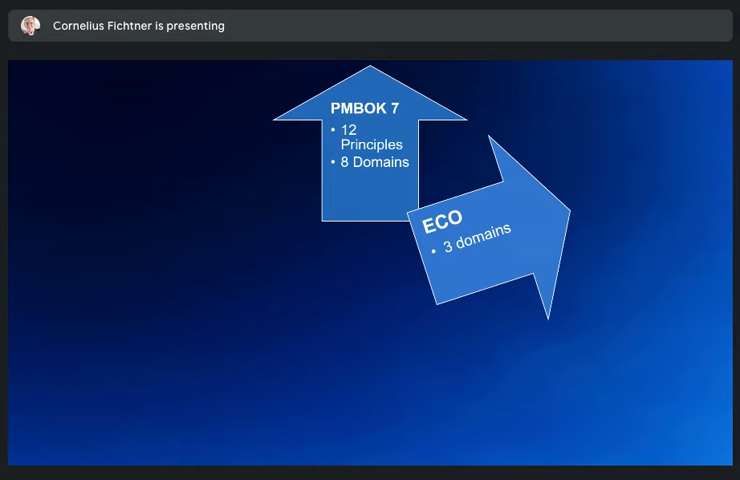 Cornelius Fichtner is presenting
PMBOK 7
• 12
Principles
• 8 Domains
ECO
• 3 domains